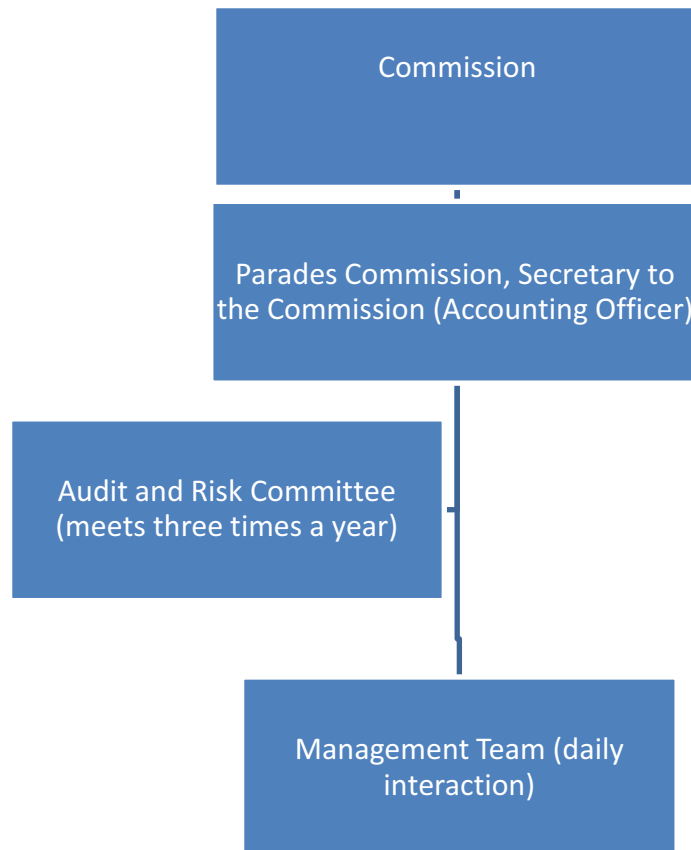 Commission
Parades Commission, Secretary to
the Commission (Accounting Officer)
Audit and Risk Committee
(meets three times a year)
Management Team (daily
interaction)